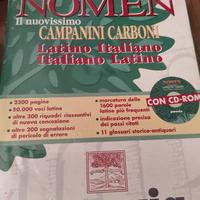 NOMEN
Il nuovissimo
CAMPANINI CARBONI
Latino Italiano
Italiano Latino
• 2300 pagine
• 50.000 voci latine
• altre 300 riquadri riassuntivi di nuova concezione
• altre 200 segnalazioni di pericolo di errore
• marcatura delle 1600 parole latine più frequenti
• indicazione precisa dei passi citati
• 11 glossari storico-antiquari
CON CD-ROM